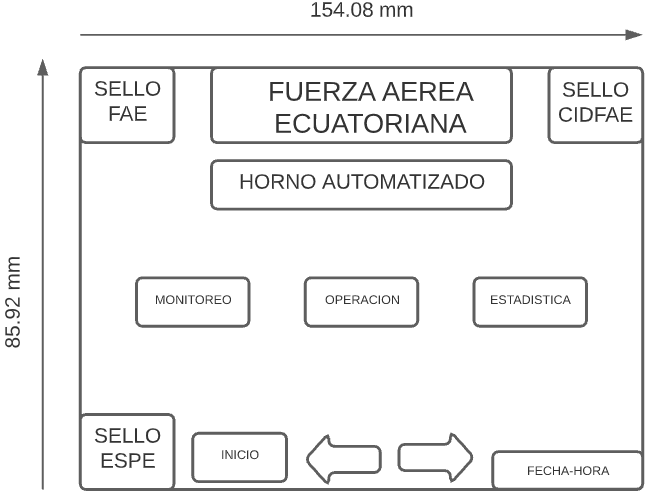 154.08 mm
SELLO
FAE
FUERZA AEREA
ECUATORIANA
SELLO
CIDFAE
HORNO AUTOMATIZADO
85.92 mm
MONITOREO
OPERACION
ESTADISTICA
SELLO
ESPE
INICIO
FECHA-HORA